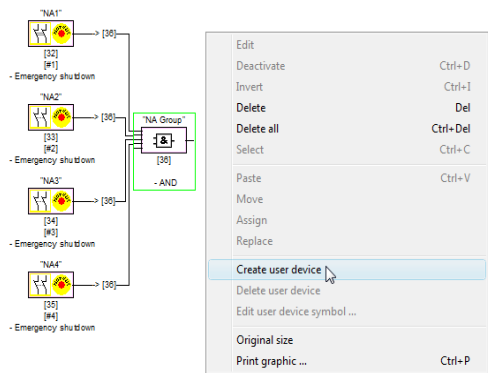 "NA1"
-> [36]
[32]
[#1]
- Emergency shutdown
"NA2"
-> [36]
[33]
[#2]
- Emergency shutdown
"NA3"
-> [36]
[34]
[#3]
- Emergency shutdown
"NA4"
-> [36]
[35]
[#4]
- Emergency shutdown
"NA Group"
&
[36]
- AND
Edit
Deactivate Ctrl+D
Invert Ctrl+I
Delete Del
Delete all Ctrl+Del
Select Ctrl+C
Paste Ctrl+V
Move
Assign
Replace
Create user device
Delete user device
Edit user device symbol ...
Original size
Print graphic ... Ctrl+P